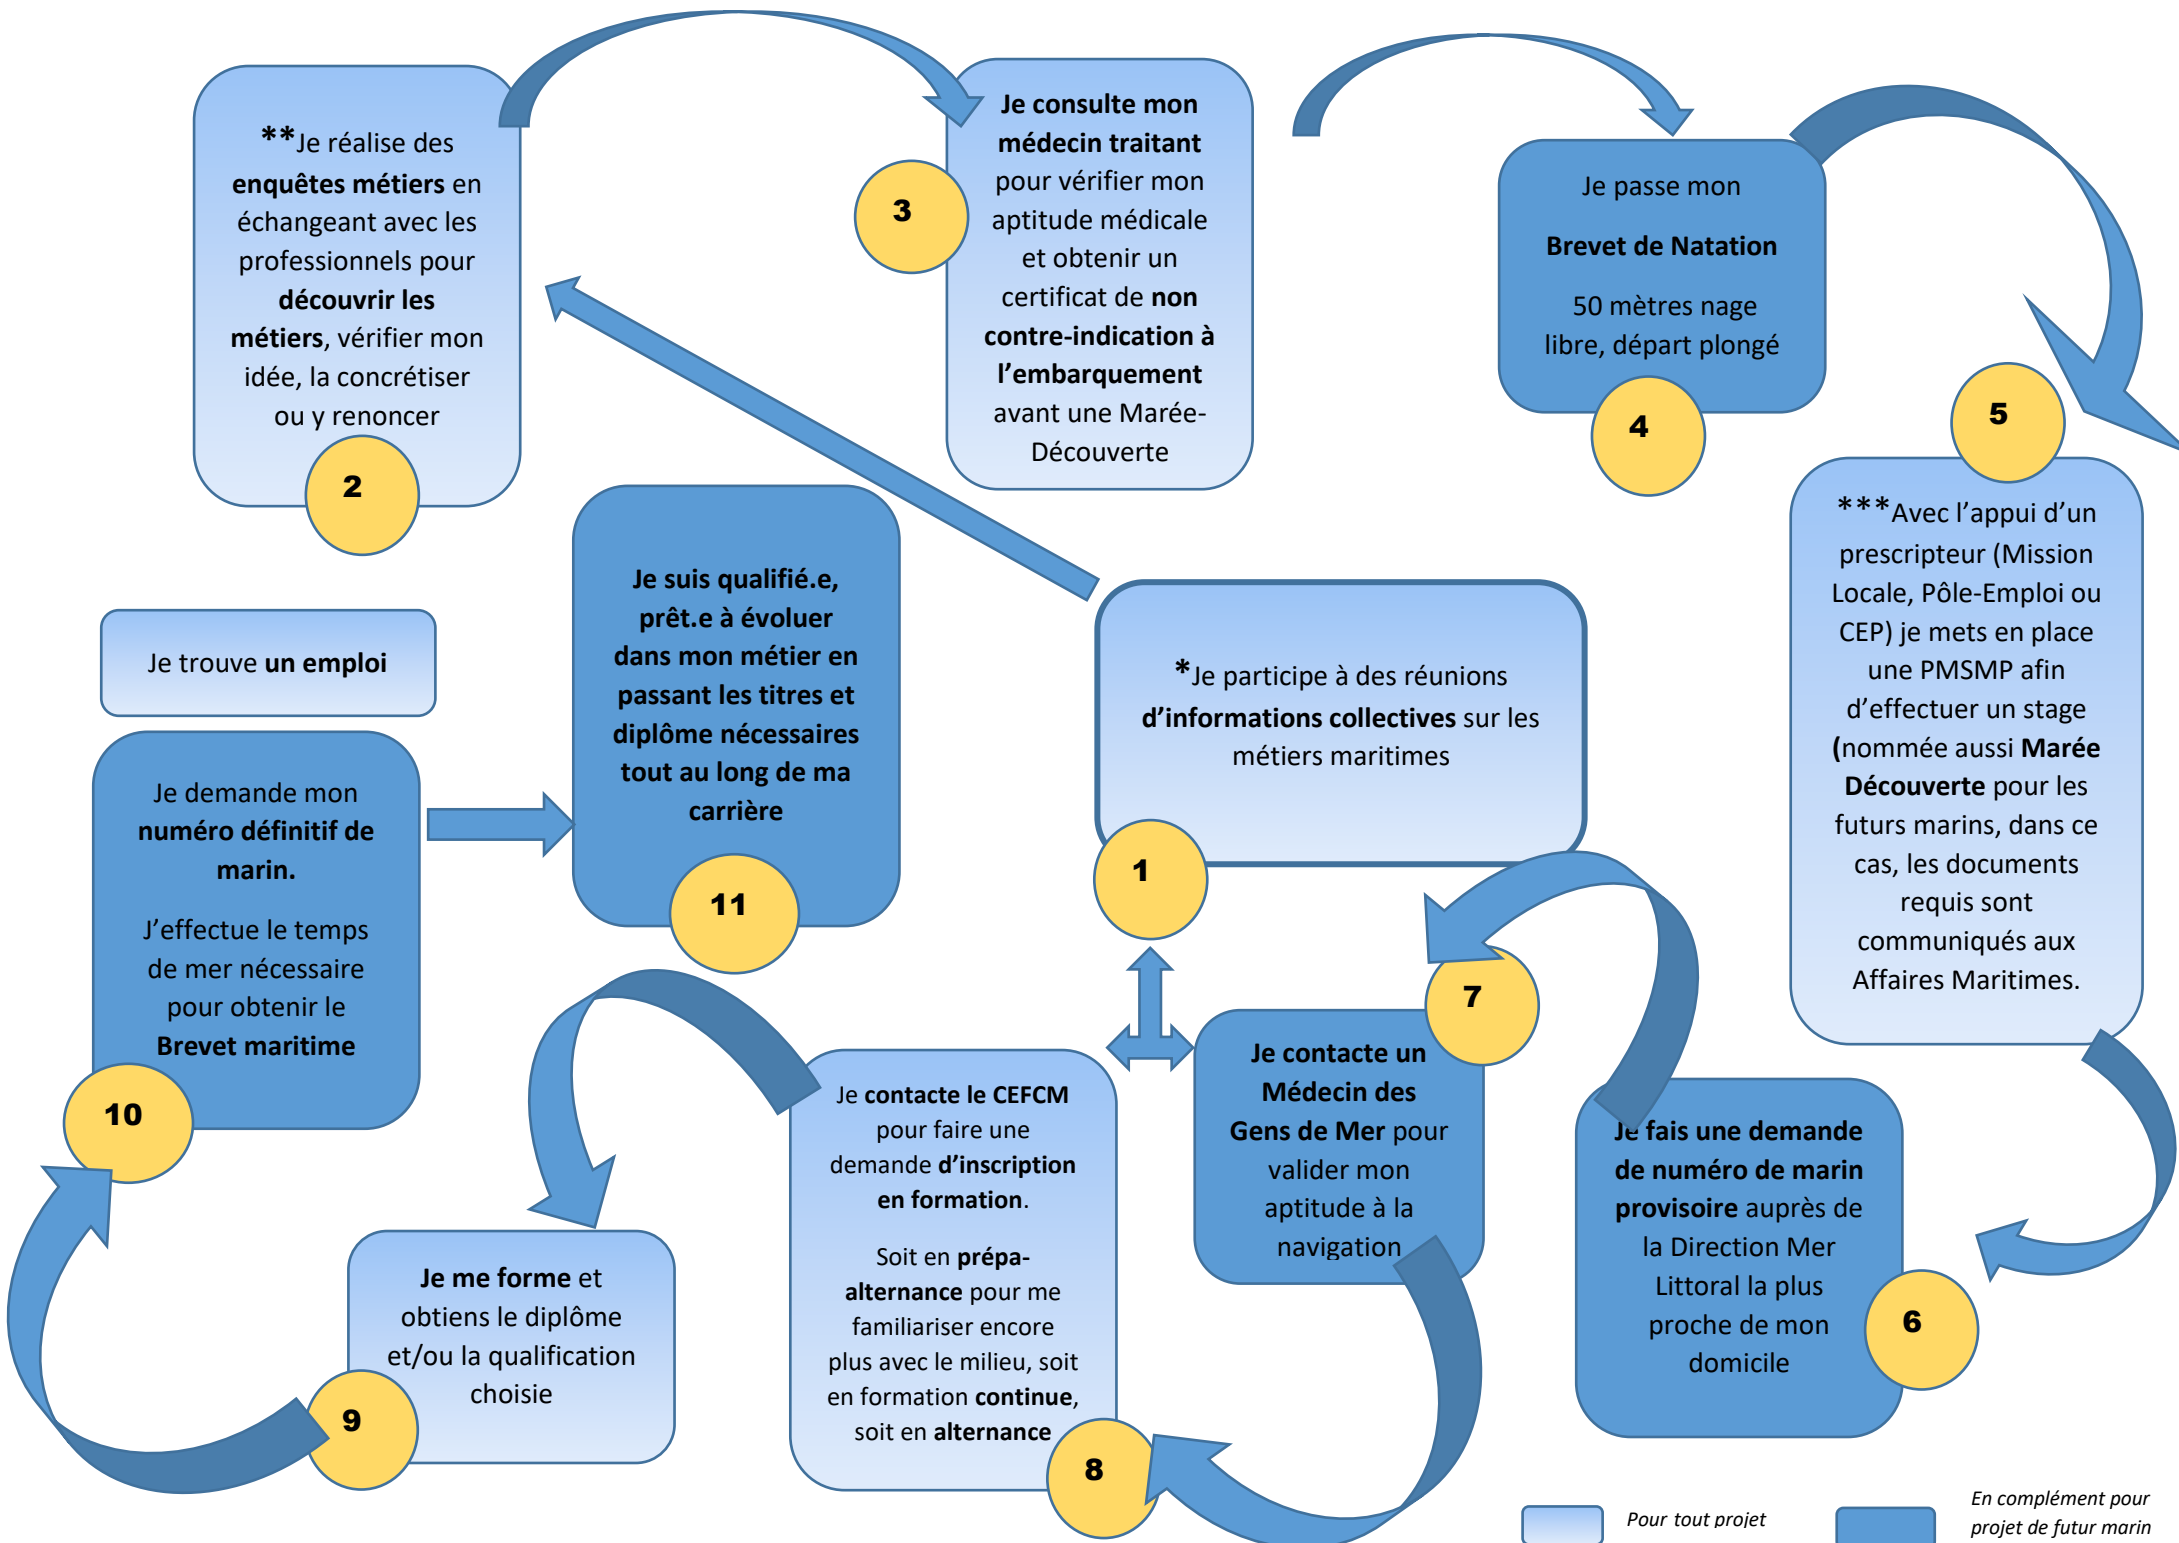 *Je participe à des réunions
d’informations collectives sur les
métiers maritimes
1
**Je réalise des
enquêtes métiers en
échangeant avec les
professionnels pour
découvrir les
métiers, vérifier mon
idée, la concrétiser
ou y renoncer
2
Je consulte mon
médecin traitant
pour vérifier mon
aptitude médicale
et obtenir un
certificat de non
contre-indication à
l’embarquement
avant une Marée-
Découverte
3
Je passe mon
Brevet de Natation
50 mètres nage
libre, départ plongé
4
5
***Avec l’appui d’un
prescripteur (Mission
Locale, Pôle-Emploi ou
CEP) je mets en place
une PMSMP afin
d’effectuer un stage
(nommée aussi Marée
Découverte pour les
futurs marins, dans ce
cas, les documents
requis sont
communiqués aux
Affaires Maritimes.
Je fais une demande
de numéro de marin
provisoire auprès de
la Direction Mer
Littoral la plus
proche de mon
domicile
6
7
Je contacte un
Médecin des
Gens de Mer pour
valider mon
aptitude à la
navigation
Je contacte le CEFCM
pour faire une
demande d’inscription
en formation.
Soit en prépa-
alternance pour me
familiariser encore
plus avec le milieu, soit
en formation continue,
soit en alternance
8
Je me forme et
obtiens le diplôme
et/ou la qualification
choisie
9
Je trouve un emploi
Je demande mon
numéro définitif de
marin.
J’effectue le temps
de mer nécessaire
pour obtenir le
Brevet maritime
10
Je suis qualifié.e,
prêt.e à évoluer
dans mon métier en
passant les titres et
diplôme nécessaires
tout au long de ma
carrière
11
Pour tout projet
En complément pour
projet de futur marin